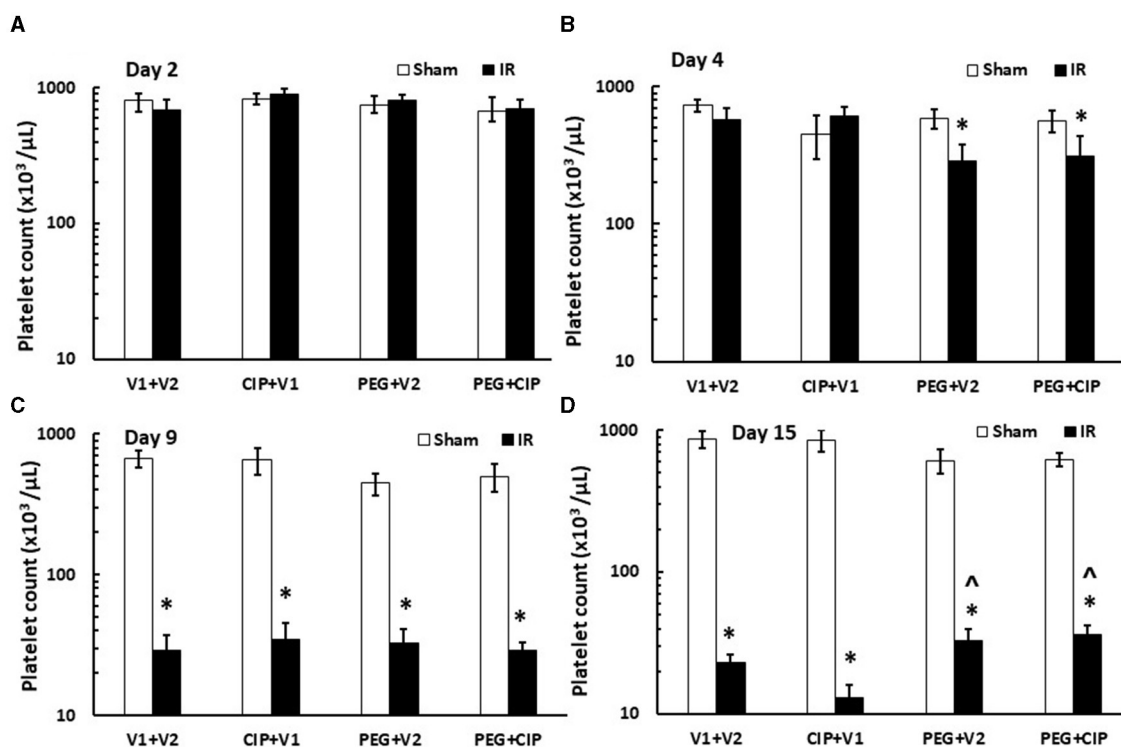 A
Day 2
Sham IR
Platelet count (x10³/µL)
1000
100
10
V1+V2 CIP+V1 PEG+V2 PEG+CIP
B
Day 4
Sham IR
Platelet count (x10³/µL)
1000
100
10
* *
V1+V2 CIP+V1 PEG+V2 PEG+CIP
C
Day 9
Sham IR
Platelet count (x10³/µL)
1000
100
10
* * * *
V1+V2 CIP+V1 PEG+V2 PEG+CIP
D
Day 15
Sham IR
Platelet count (x10³/µL)
1000
100
10
^ ^
* * * *
V1+V2 CIP+V1 PEG+V2 PEG+CIP